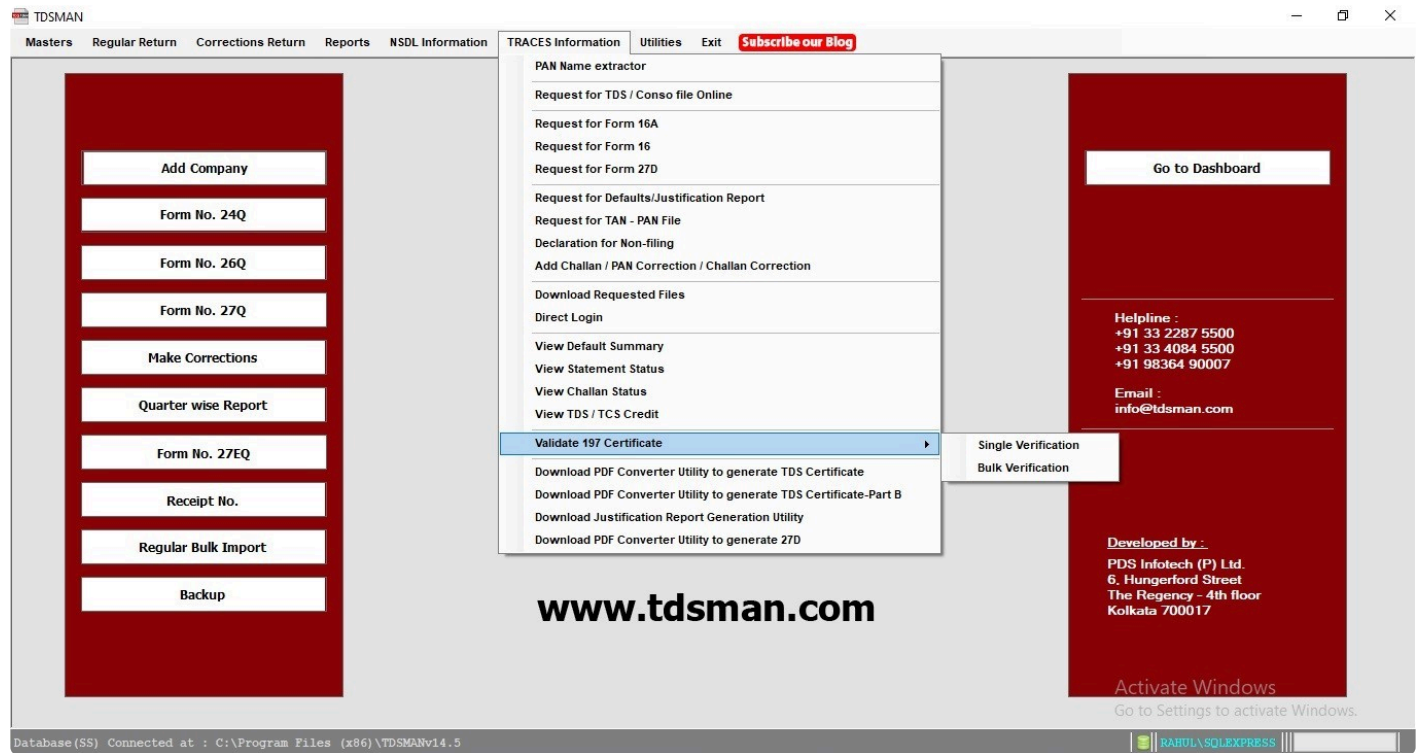 TDSMAN
Masters Regular Return Corrections Return Reports NSDL Information TRACES Information Utilities Exit Subscribe our Blog
Add Company
Form No. 24Q
Form No. 26Q
Form No. 27Q
Make Corrections
Quarter wise Report
Form No. 27EQ
Receipt No.
Regular Bulk Import
Backup
PAN Name extractor
Request for TDS / Conso file Online
Request for Form 16A
Request for Form 16
Request for Form 27D
Request for Defaults/Justification Report
Request for TAN - PAN File
Declaration for Non-filing
Add Challan / PAN Correction / Challan Correction
Download Requested Files
Direct Login
View Default Summary
View Statement Status
View Challan Status
View TDS / TCS Credit
Validate 197 Certificate
Single Verification
Bulk Verification
Download PDF Converter Utility to generate TDS Certificate
Download PDF Converter Utility to generate TDS Certificate-Part B
Download Justification Report Generation Utility
Download PDF Converter Utility to generate 27D
www.tdsman.com
Go to Dashboard
Helpline :
+91 33 2287 5500
+91 33 4084 5500
+91 98364 90007
Email :
info@tdsman.com
Developed by :
PDS Infotech (P) Ltd.
6, Hungerford Street
The Regency - 4th floor
Kolkata 700017
Activate Windows
Go to Settings to activate Windows.
Database(SS) Connected at : C:\Program Files (x86)\TDSMANv14.5
RAHUL\SQLEXPRESS